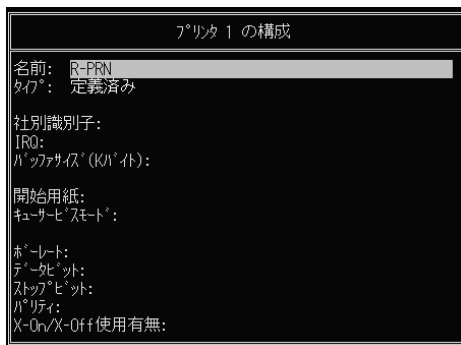 ﾌﾟﾘﾝﾀ 1 の構成
名前: R-PRN
ﾀｲﾌﾟ: 定義済み
社別識別子:
IRQ:
ﾊﾞｯﾌｧｻｲｽﾞ(Kﾊﾞｲﾄ):
開始用紙:
ｷｭｰｻｰﾋﾞｽﾓｰﾄﾞ:
ﾎﾞｰﾚｰﾄ:
ﾃﾞｰﾀﾋﾞｯﾄ:
ｽﾄｯﾌﾟﾋﾞｯﾄ:
ﾊﾟﾘﾃｨ:
X-On/X-Off使用有無: